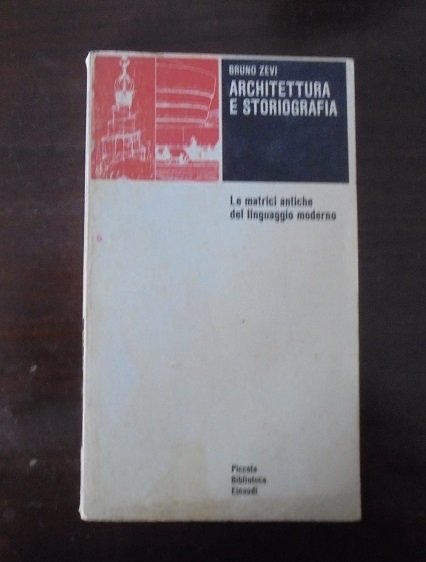 BRUNO ZEVI
ARCHITETTURA
E STORIOGRAFIA
Le matrici antiche
del linguaggio moderno
Piccola
Biblioteca
Einaudi